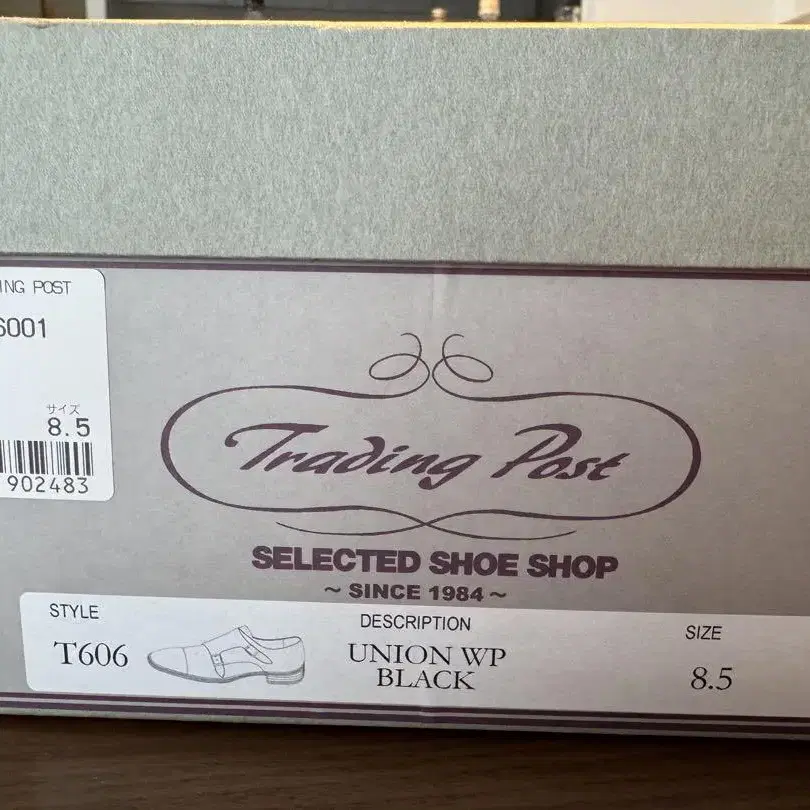 ING POST
6001
サイズ
8.5
902483
Trading Post
SELECTED SHOE SHOP
~ SINCE 1984 ~
STYLE
DESCRIPTION
SIZE
T606
UNION WP
BLACK
8.5